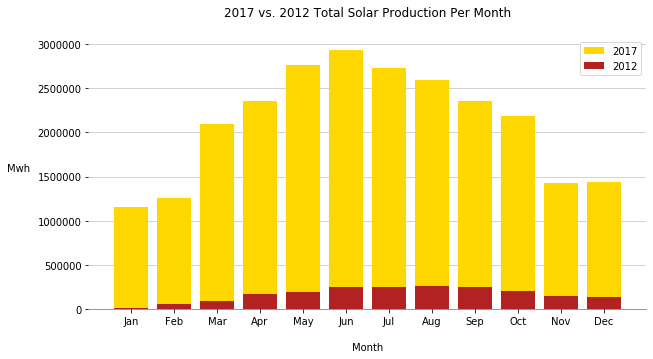 2017 vs. 2012 Total Solar Production Per Month
3000000
2500000
2000000
1500000
1000000
500000
0
Mwh
2017
2012
Jan Feb Mar Apr May Jun Jul Aug Sep Oct Nov Dec
Month